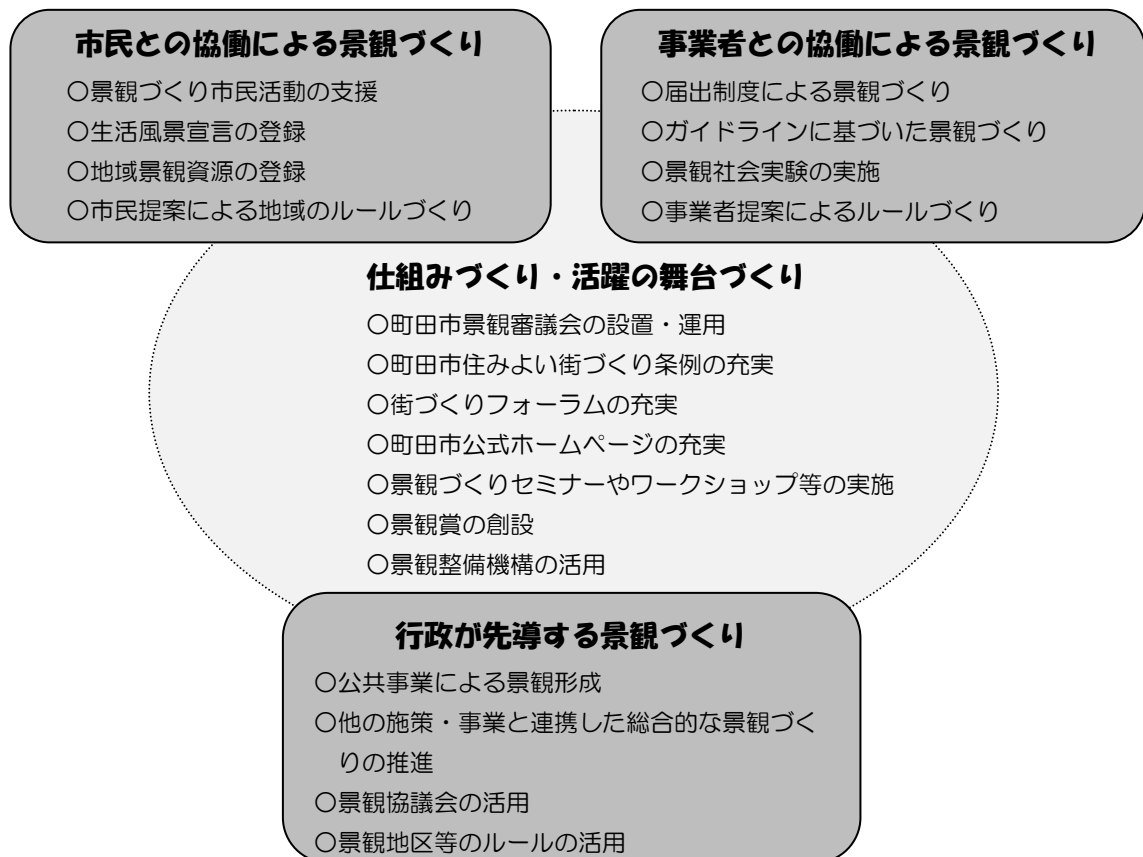 市民との協働による景観づくり
○景観づくり市民活動の支援
○生活風景宣言の登録
○地域景観資源の登録
○市民提案による地域のルールづくり
事業者との協働による景観づくり
○届出制度による景観づくり
○ガイドラインに基づいた景観づくり
○景観社会実験の実施
○事業者提案によるルールづくり
仕組みづくり・活躍の舞台づくり
○町田市景観審議会の設置・運用
○町田市住みよい街づくり条例の充実
○街づくりフォーラムの充実
○町田市公式ホームページの充実
○景観づくりセミナーやワークショップ等の実施
○景観賞の創設
○景観整備機構の活用
行政が先導する景観づくり
○公共事業による景観形成
○他の施策・事業と連携した総合的な景観づく
りの推進
○景観協議会の活用
○景観地区等のルールの活用